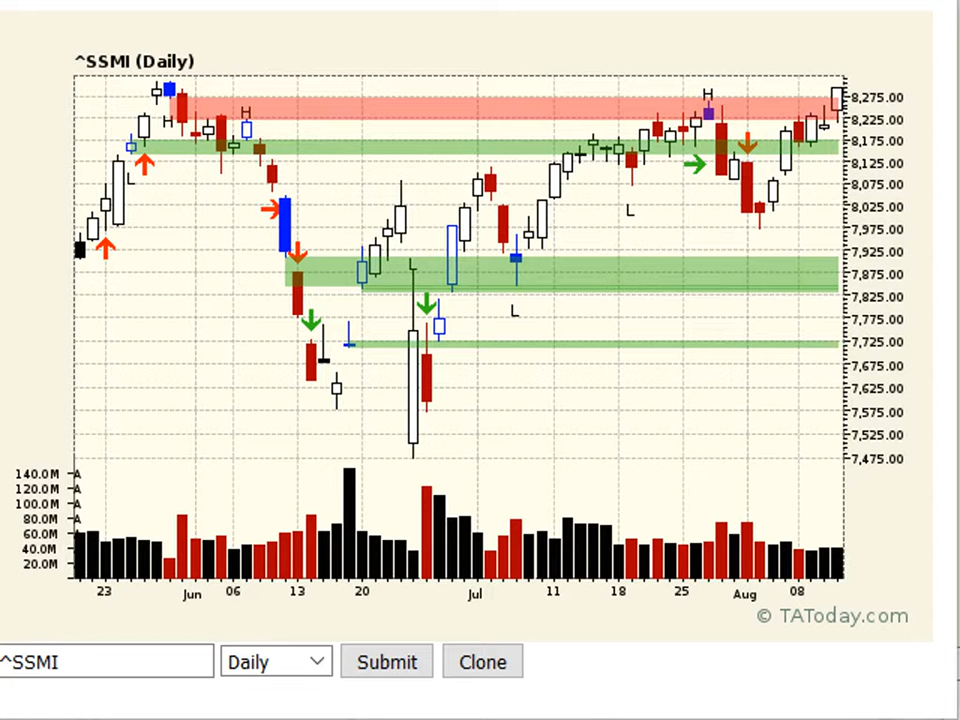 ^SSMI (Daily)
8,275.00
8,225.00
8,175.00
8,125.00
8,075.00
8,025.00
7,975.00
7,925.00
7,875.00
7,825.00
7,775.00
7,725.00
7,675.00
7,625.00
7,575.00
7,525.00
7,475.00
H
H
H
L
L
L
L
140.0M A
120.0M A
100.0M A
80.0M A
60.0M A
40.0M
20.0M
23 Jun 06 13 20 Jul 11 18 25 Aug 08
© TAToday.com
^SSMI Daily Submit Clone